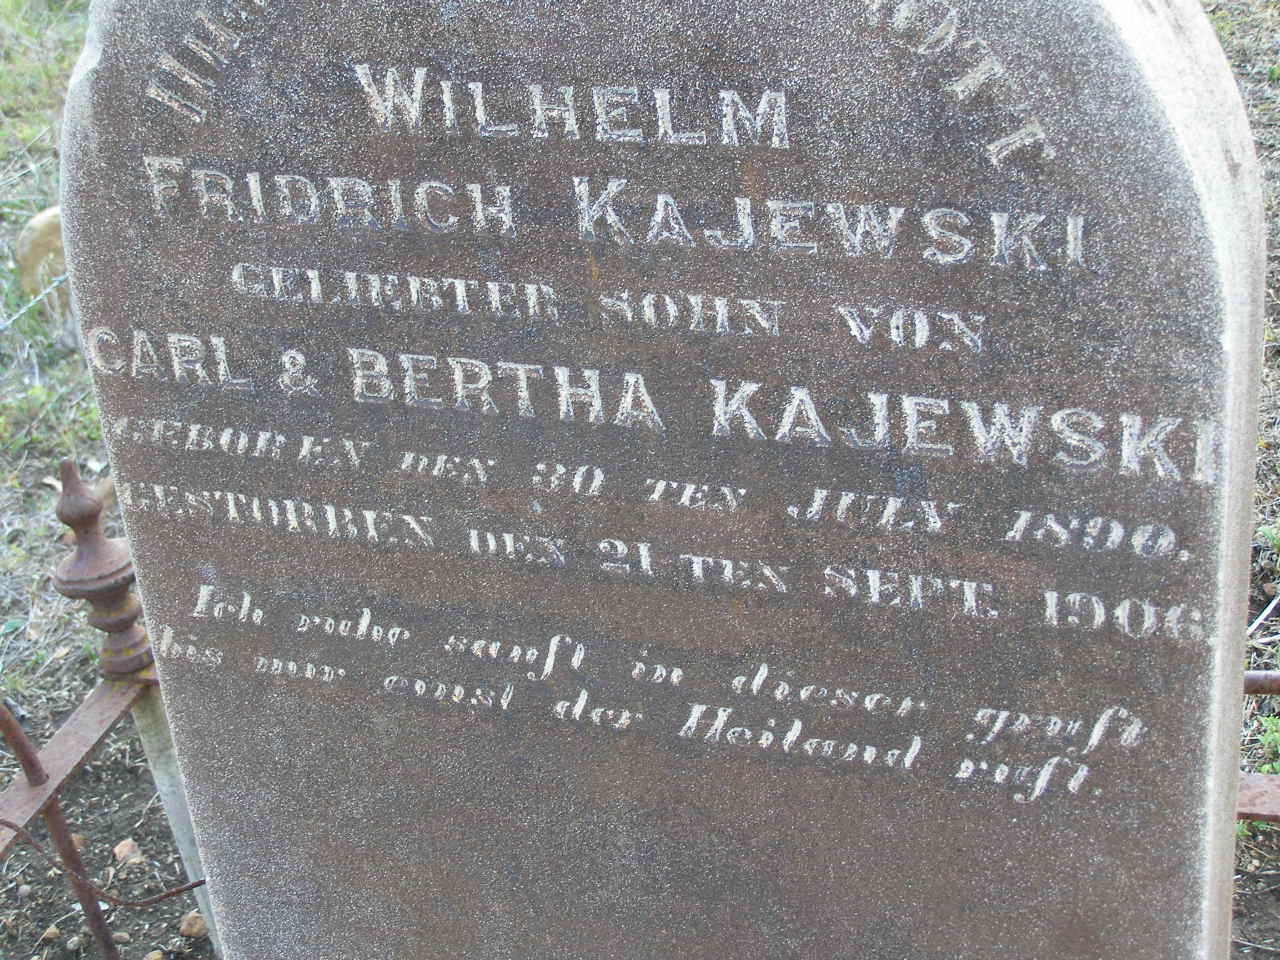 WILHELM
FRIDRICH KAJEWSKI
GELIEBTER SOHN VON
CARL & BERTHA KAJEWSKI
GEBOREN DEN 30 TEN JULY 1890.
GESTORBEN DEN 21 TEN SEPT. 1906
Ich ruhe sanft in dieser gruft
bis mir einst der Heiland ruft.